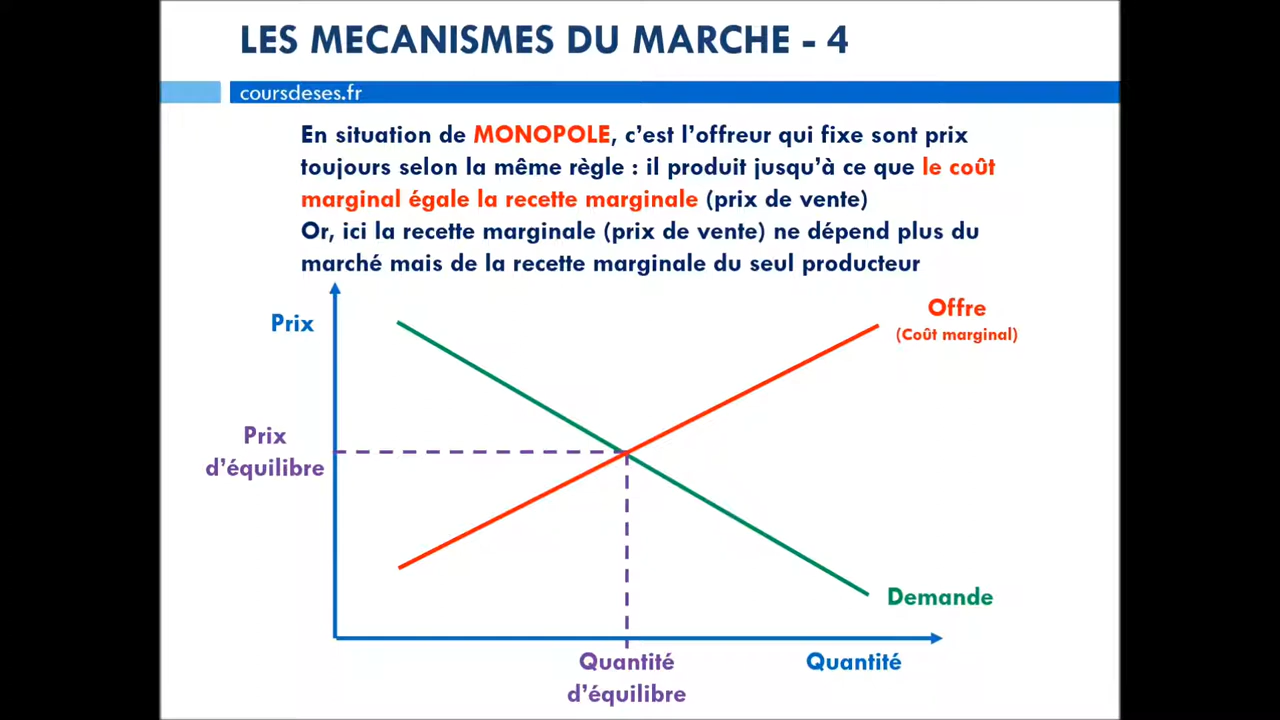 LES MECANISMES DU MARCHE - 4
coursdeses.fr
En situation de MONOPOLE, c’est l’offreur qui fixe sont prix
toujours selon la même règle : il produit jusqu’à ce que le coût
marginal égale la recette marginale (prix de vente)
Or, ici la recette marginale (prix de vente) ne dépend plus du
marché mais de la recette marginale du seul producteur
Prix
Offre
(Coût marginal)
Prix
d’équilibre
Demande
Quantité
d’équilibre
Quantité